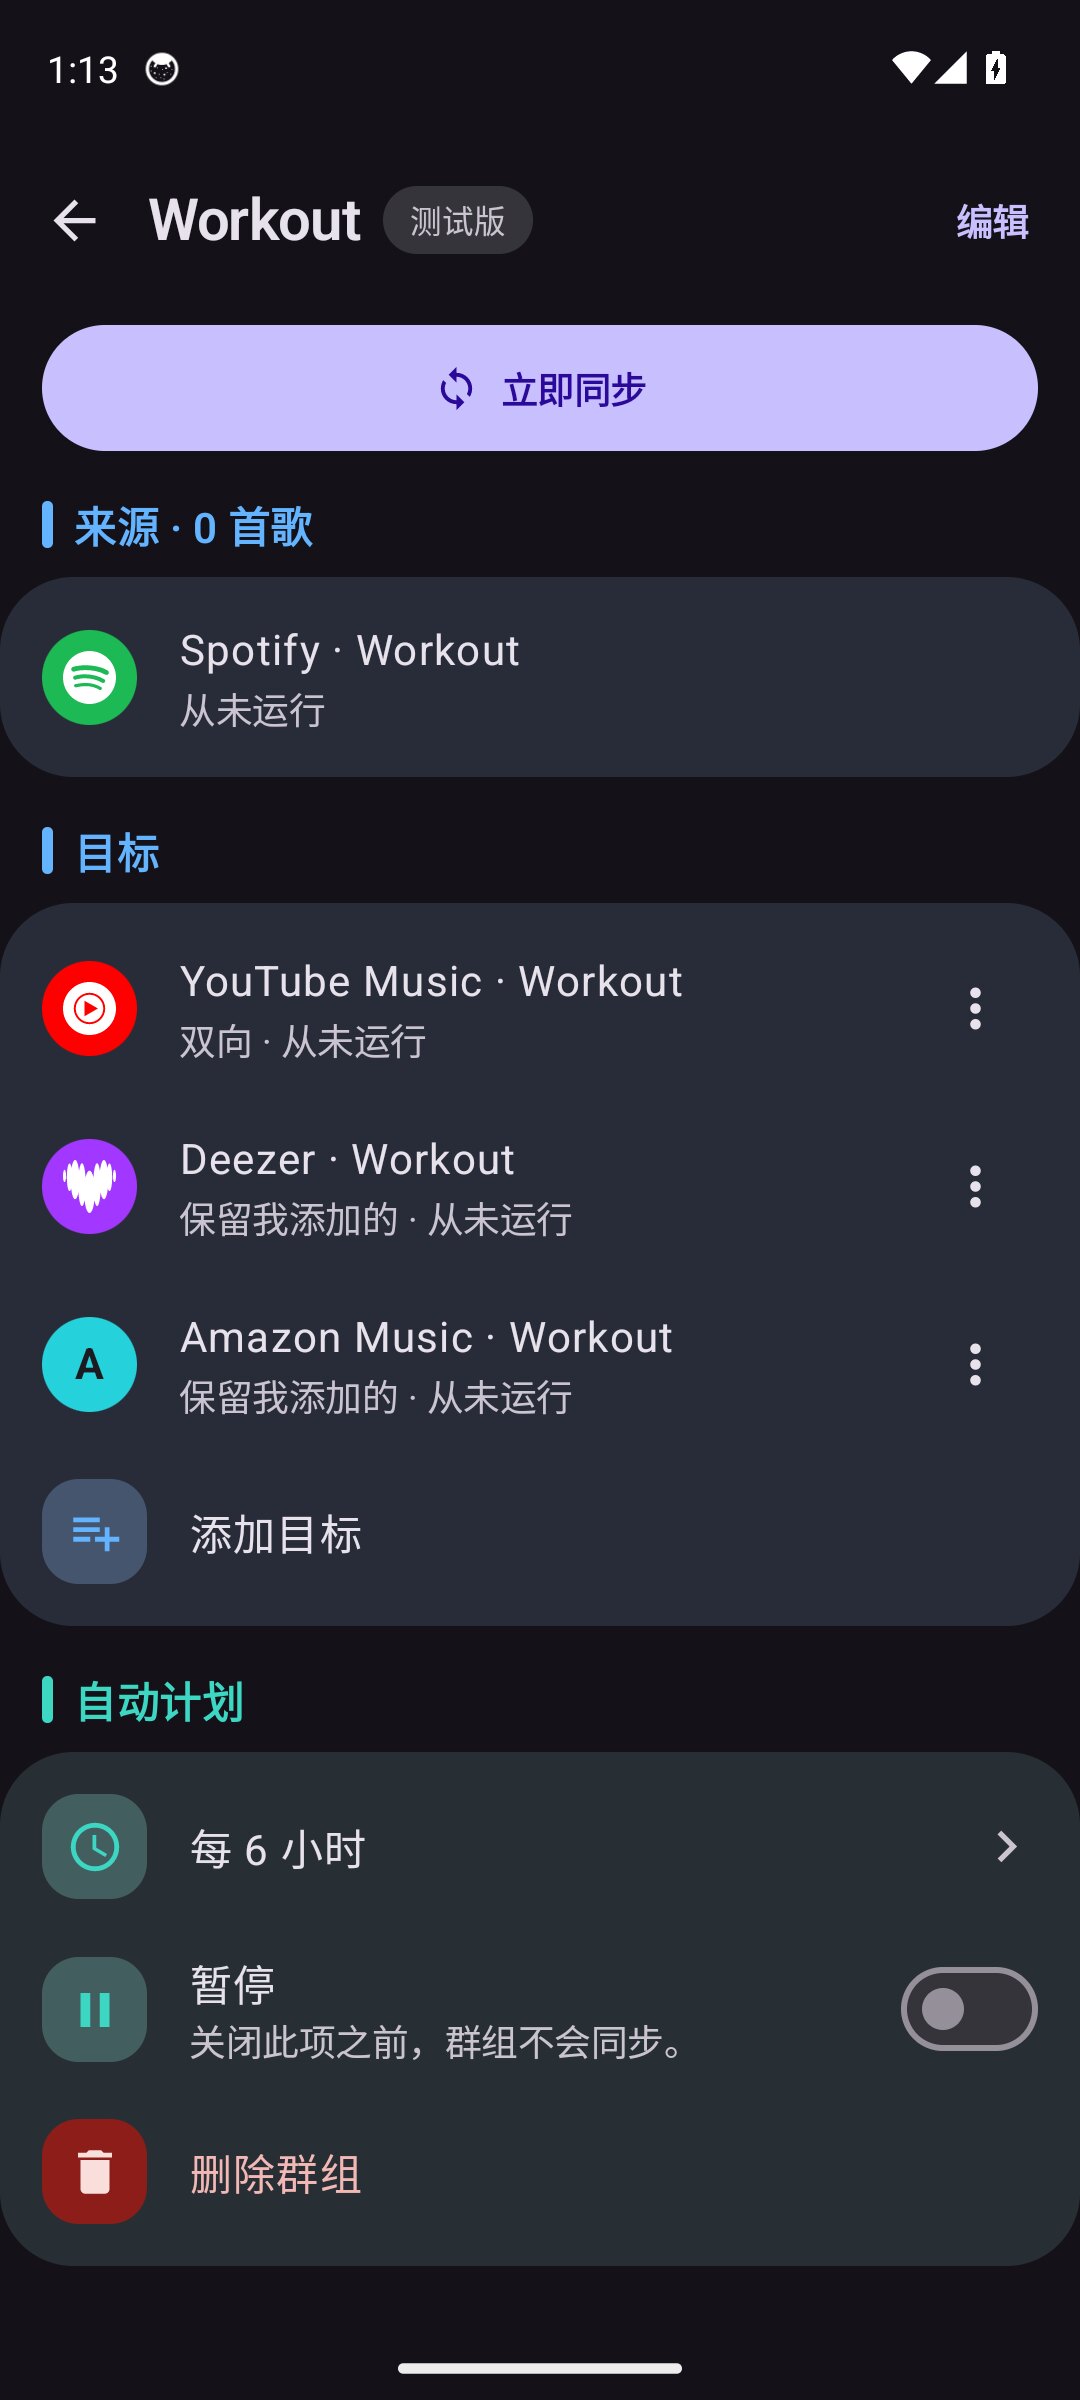 1:13
Workout 测试版 编辑
立即同步
来源 · 0 首歌
Spotify · Workout
从未运行
目标
YouTube Music · Workout
双向 · 从未运行
Deezer · Workout
保留我添加的 · 从未运行
A
Amazon Music · Workout
保留我添加的 · 从未运行
添加目标
自动计划
每 6 小时
暂停
关闭此项之前，群组不会同步。
删除群组